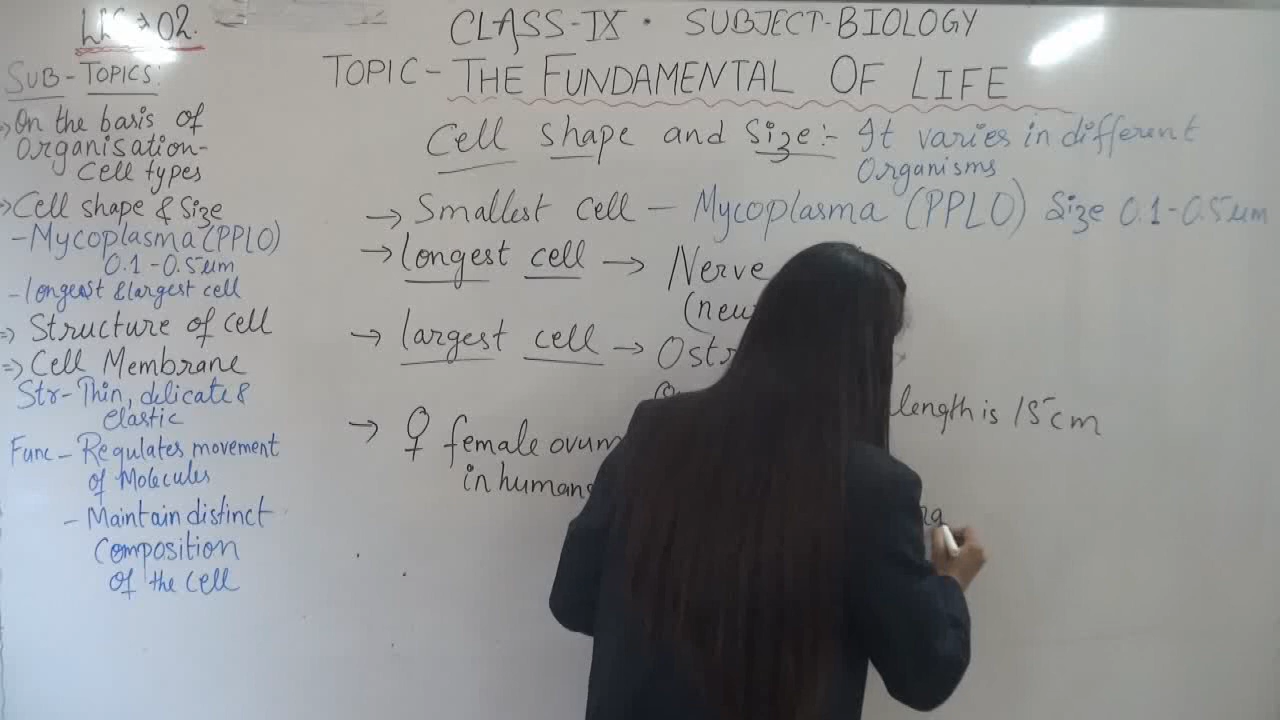 LEC → 02.
CLASS-IX · SUBJECT-BIOLOGY
TOPIC - THE FUNDAMENTAL OF LIFE
SUB-TOPICS:
⇒ On the basis of
Organisation-
Cell types
⇒ Cell shape & Size
- Mycoplasma (PPLO)
0.1-0.5um
- longest & largest cell
⇒ Structure of cell
⇒ Cell Membrane
Str- Thin, delicate &
elastic
Func - Regulates movement
of Molecules
- Maintain distinct
Composition
of the cell
Cell shape and Size:- It varies in different
Organisms
→ Smallest cell - Mycoplasma (PPLO) Size 0.1-0.5um
→ longest cell → Nerve
(neu
→ largest cell → Ost
length is 15cm
→ ♀ female ovum
in humans